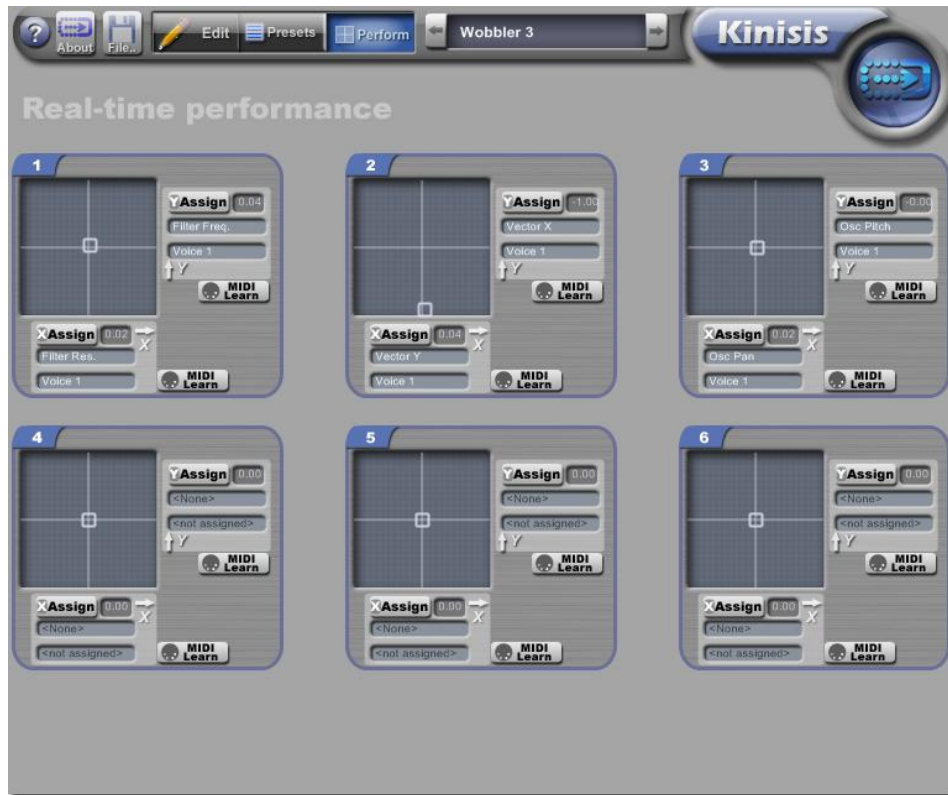 ?
About
File..
Edit
Presets
Perform
Wobbler 3
Kinisis
Real-time performance
1
YAssign 0.04
Filter Freq.
Voice 1
Y
MIDI Learn
XAssign 0.02
X
Filter Res.
Voice 1
MIDI Learn
2
YAssign -1.00
Vector X
Voice 1
Y
MIDI Learn
XAssign 0.04
X
Vector Y
Voice 1
MIDI Learn
3
YAssign -0.00
Osc Pitch
Voice 1
Y
MIDI Learn
XAssign 0.02
X
Osc Pan
Voice 1
MIDI Learn
4
YAssign 0.00
<None>
<not assigned>
Y
MIDI Learn
XAssign 0.00
X
<None>
<not assigned>
MIDI Learn
5
YAssign 0.00
<None>
<not assigned>
Y
MIDI Learn
XAssign 0.00
X
<None>
<not assigned>
MIDI Learn
6
YAssign 0.00
<None>
<not assigned>
Y
MIDI Learn
XAssign 0.00
X
<None>
<not assigned>
MIDI Learn